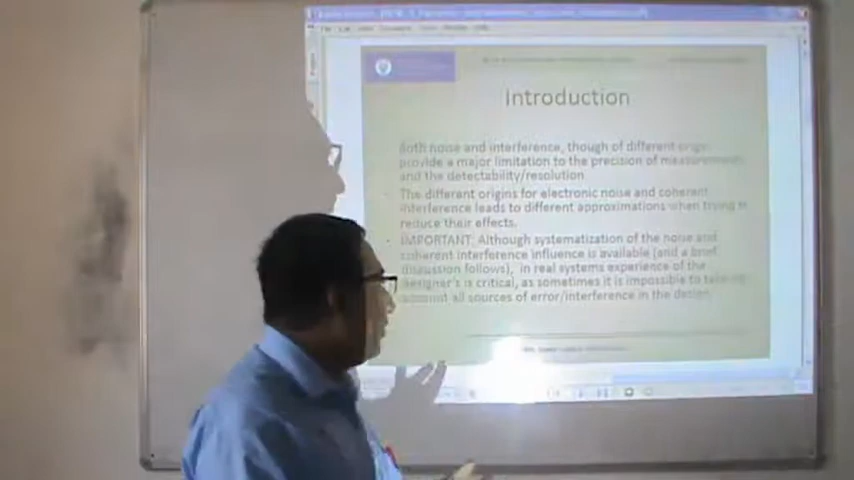 Introduction
Both noise and interference, though of different origin
provide a major limitation to the precision of measurements
and the detectability/resolution.
The different origins for electronic noise and coherent
interference leads to different approximations when trying to
reduce their effects.
IMPORTANT: Although systematization of the noise and
coherent interference influence is available (and a brief
discussion follows), in real systems experience of the
designer's is critical, as sometimes it is impossible to
account all sources of error/interference in the design.